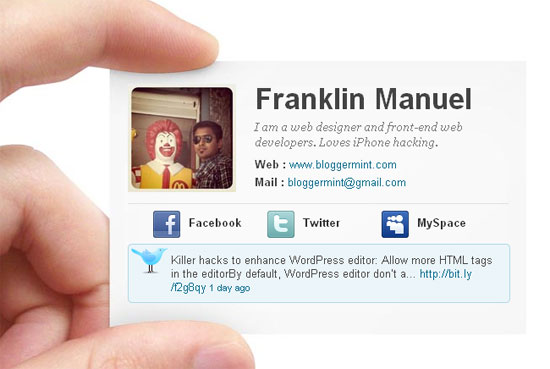 Franklin Manuel
I am a web designer and front-end web
developers. Loves iPhone hacking.
Web : www.bloggermint.com
Mail : bloggermint@gmail.com
Facebook Twitter MySpace
Killer hacks to enhance WordPress editor: Allow more HTML tags
in the editorBy default, WordPress editor don't a... http://bit.ly
/f2g8qy 1 day ago